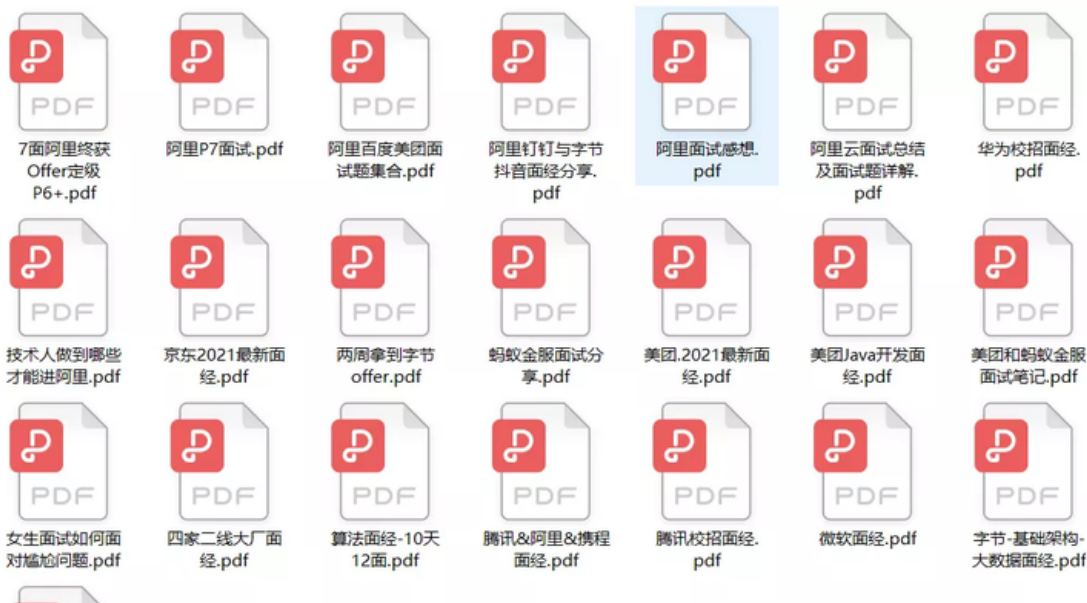 PDF PDF PDF PDF PDF PDF PDF
7面阿里终获 阿里P7面试.pdf 阿里百度美团面 阿里钉钉与字节 阿里面试感想. 阿里云面试总结 华为校招面经.
Offer定级 试题集合.pdf 抖音面经分享. pdf 及面试题详解. pdf
P6+.pdf pdf pdf
PDF PDF PDF PDF PDF PDF PDF
技术人做到哪些 京东2021最新面 两周拿到字节 蚂蚁金服面试分 美团.2021最新面 美团Java开发面 美团和蚂蚁金服
才能进阿里.pdf 经.pdf offer.pdf 享.pdf 经.pdf 经.pdf 面试笔记.pdf
PDF PDF PDF PDF PDF PDF PDF
女生面试如何面 四家二线大厂面 算法面经-10天 腾讯&阿里&携程 腾讯校招面经. 微软面经.pdf 字节-基础架构-
对尴尬问题.pdf 经.pdf 12面.pdf 面经.pdf pdf 大数据面经.pdf